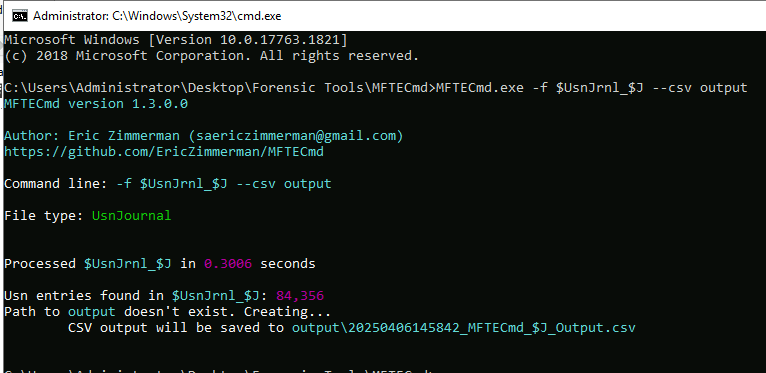 Administrator: C:\Windows\System32\cmd.exe
Microsoft Windows [Version 10.0.17763.1821]
(c) 2018 Microsoft Corporation. All rights reserved.
C:\Users\Administrator\Desktop\Forensic Tools\MFTECmd>MFTECmd.exe -f $UsnJrnl_$J --csv output
MFTECmd version 1.3.0.0
Author: Eric Zimmerman (saericzimmerman@gmail.com)
https://github.com/EricZimmerman/MFTECmd
Command line: -f $UsnJrnl_$J --csv output
File type: UsnJournal
Processed $UsnJrnl_$J in 0.3006 seconds
Usn entries found in $UsnJrnl_$J: 84,356
Path to output doesn't exist. Creating...
CSV output will be saved to output\20250406145842_MFTECmd_$J_Output.csv